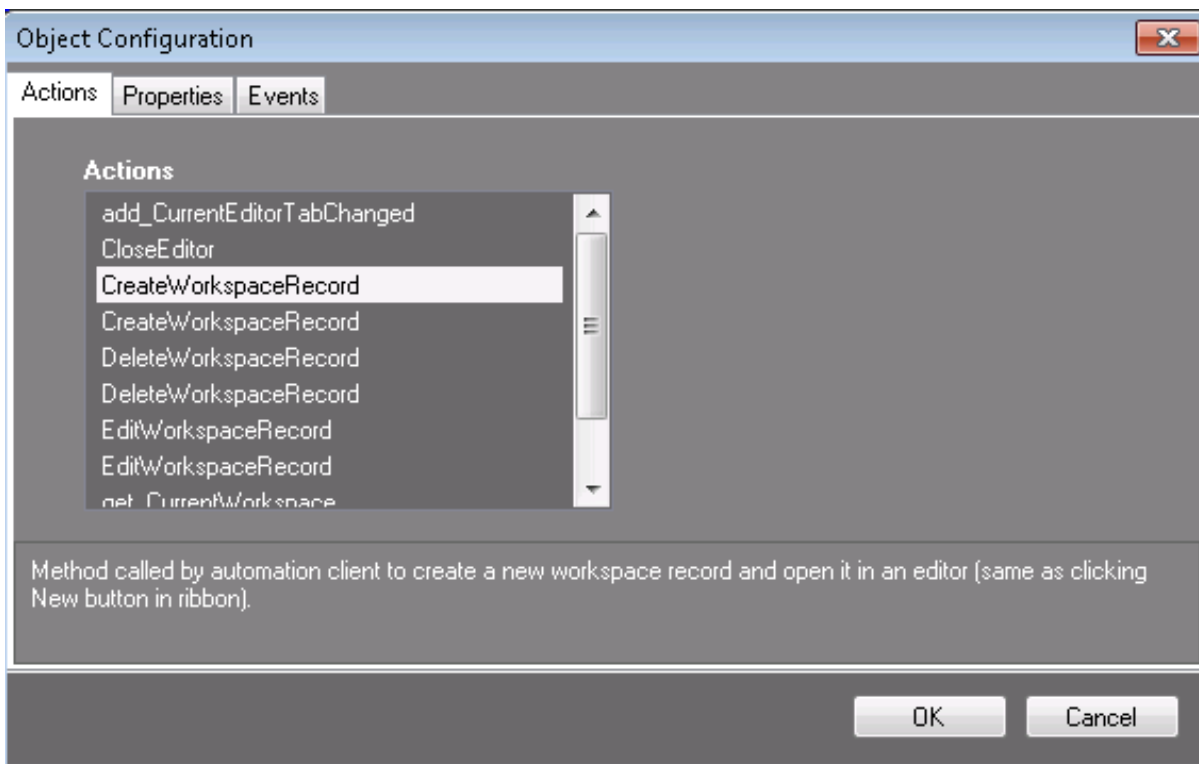 Object Configuration
Actions
Properties
Events
Actions
add_CurrentEditorTabChanged
CloseEditor
CreateWorkspaceRecord
CreateWorkspaceRecord
DeleteWorkspaceRecord
DeleteWorkspaceRecord
EditWorkspaceRecord
EditWorkspaceRecord
get_CurrentWorkspace
Method called by automation client to create a new workspace record and open it in an editor (same as clicking
New button in ribbon).
OK
Cancel